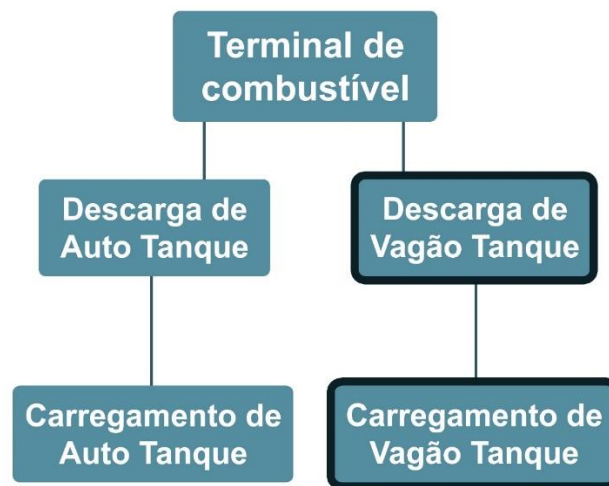 Terminal de
combustível
Descarga de
Auto Tanque
Descarga de
Vagão Tanque
Carregamento de
Auto Tanque
Carregamento de
Vagão Tanque